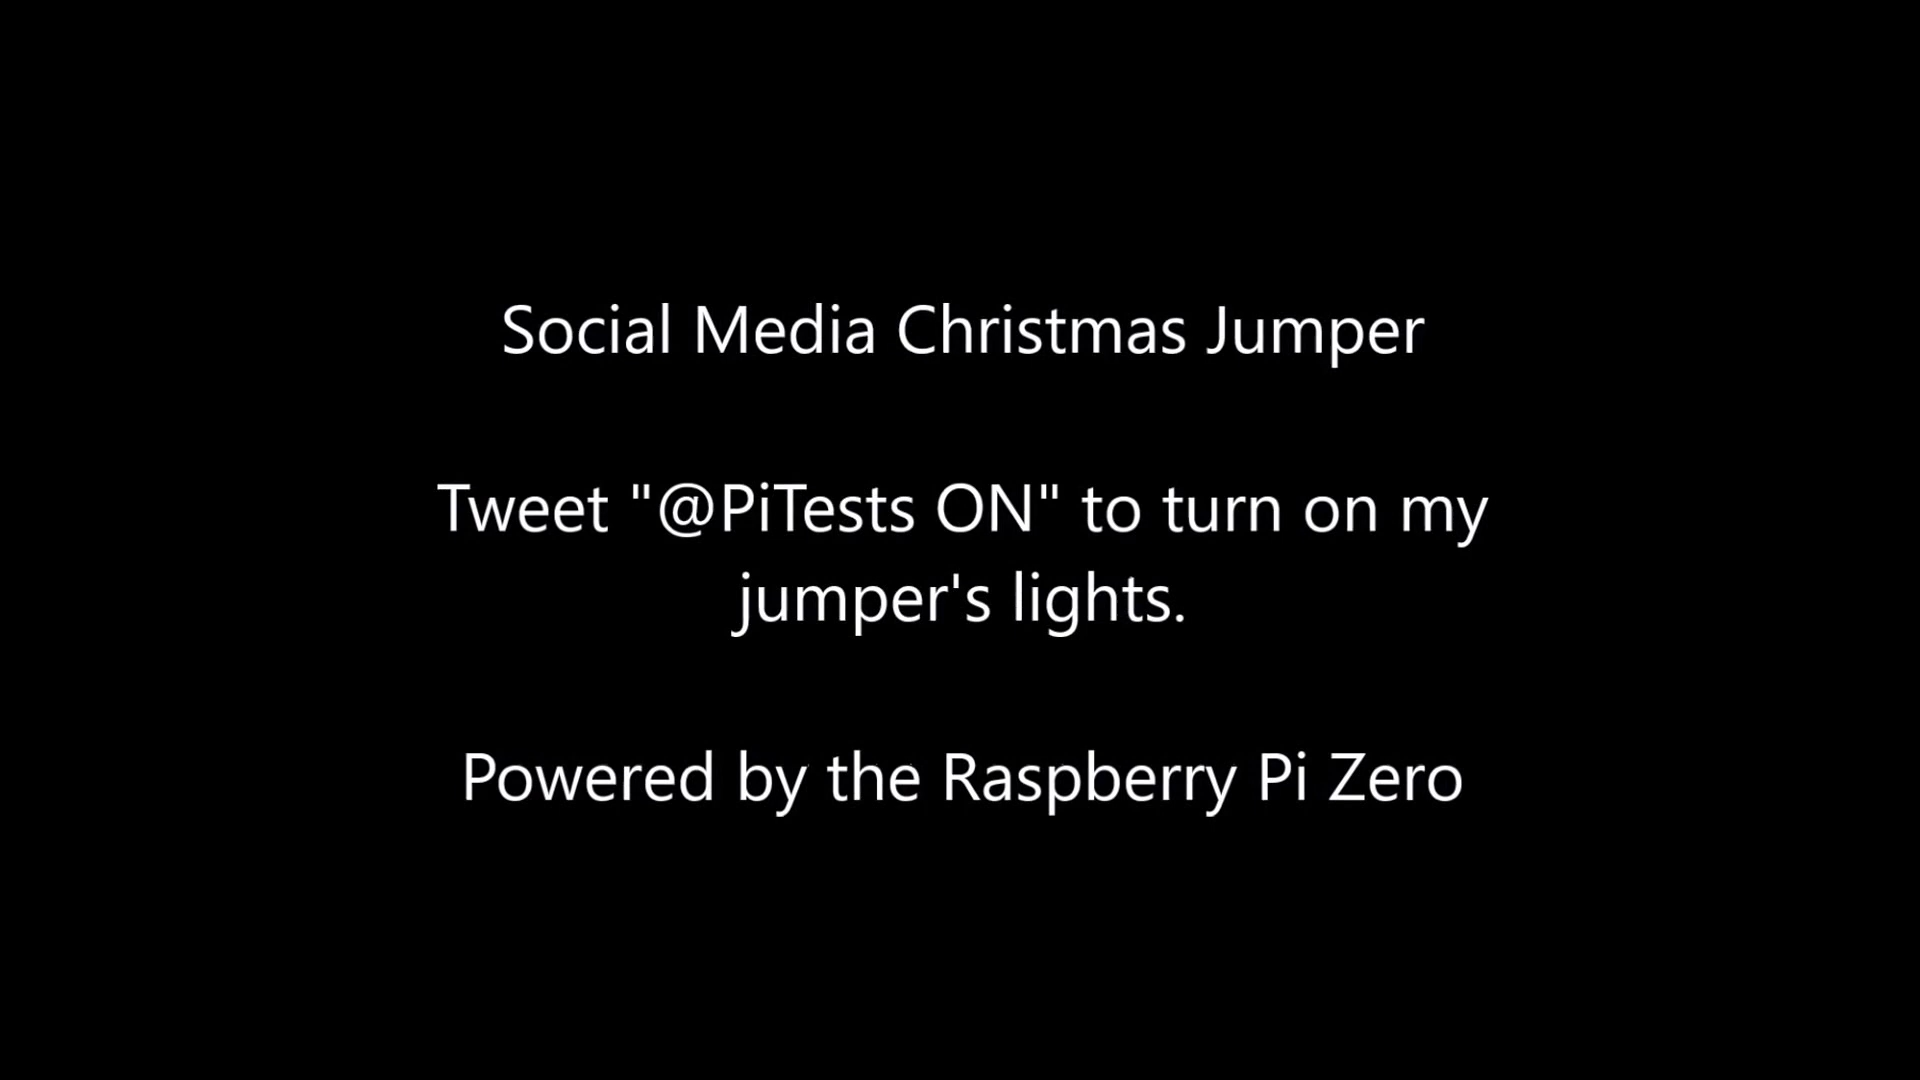 Social Media Christmas Jumper
Tweet "@PiTests ON" to turn on my
jumper's lights.
Powered by the Raspberry Pi Zero